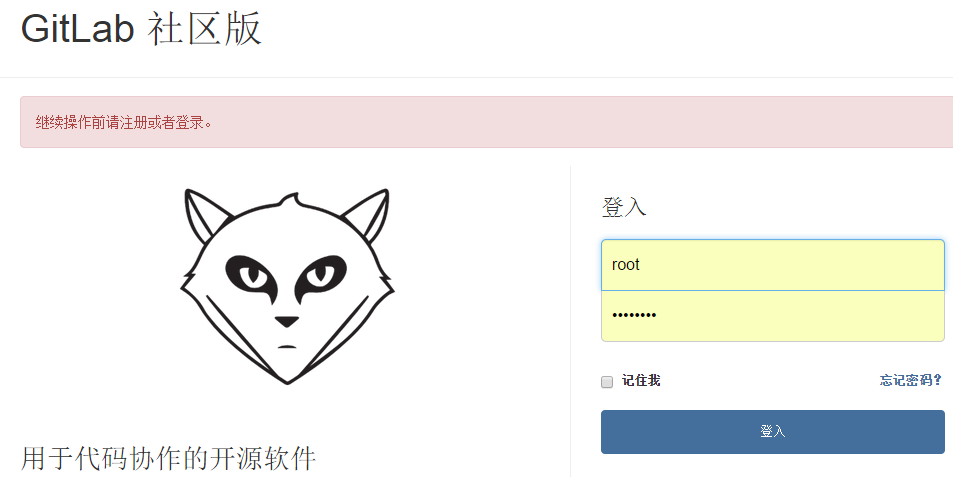 GitLab 社区版
继续操作前请注册或者登录。
登入
root
••••••••
记住我
忘记密码?
登入
用于代码协作的开源软件